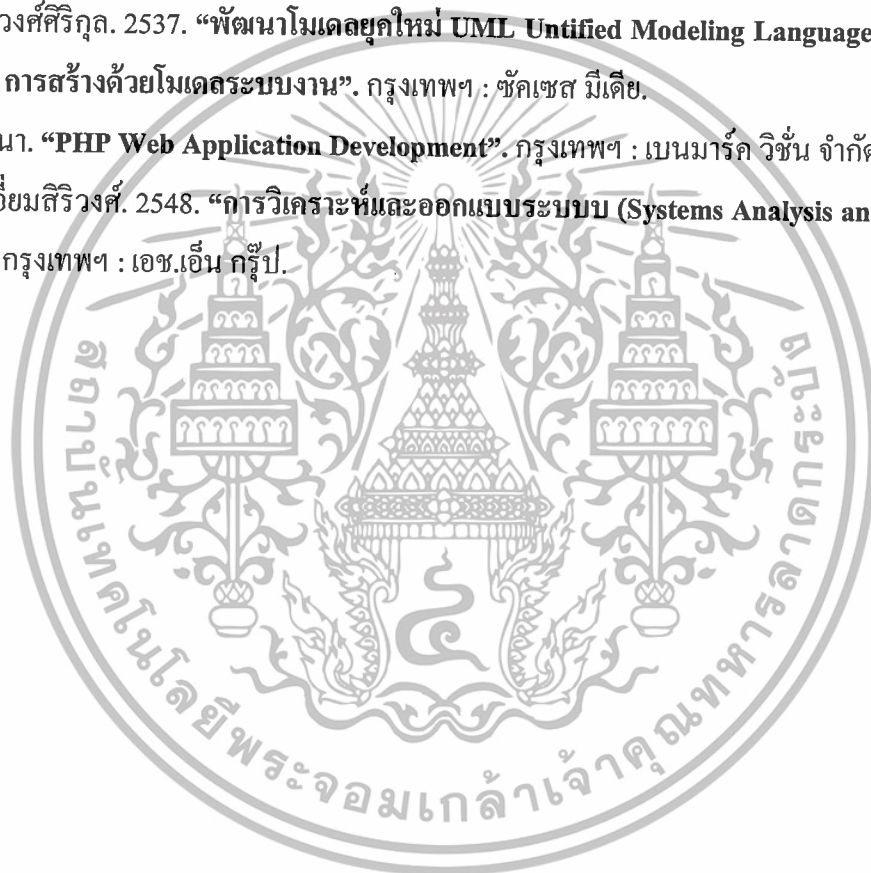 วงศ์ศิริกุล. 2537. “พัฒนาโมเดลยุคใหม่ UML Untified Modeling Language
การสร้างด้วยโมเดลระบบงาน”. กรุงเทพฯ : ซัคเซส มีเดีย.
นา. “PHP Web Application Development”. กรุงเทพฯ : เบนมาร์ค วิชั่น จำกัด
อี่ยมสิริวงศ์. 2548. “การวิเคราะห์และออกแบบระบบบ (Systems Analysis an
กรุงเทพฯ : เอช.เอ็น กรุ๊ป.
สถาบันเทคโนโลยีพระจอมเกล้าเจ้าคุณทหารลาดกระบัง
๔